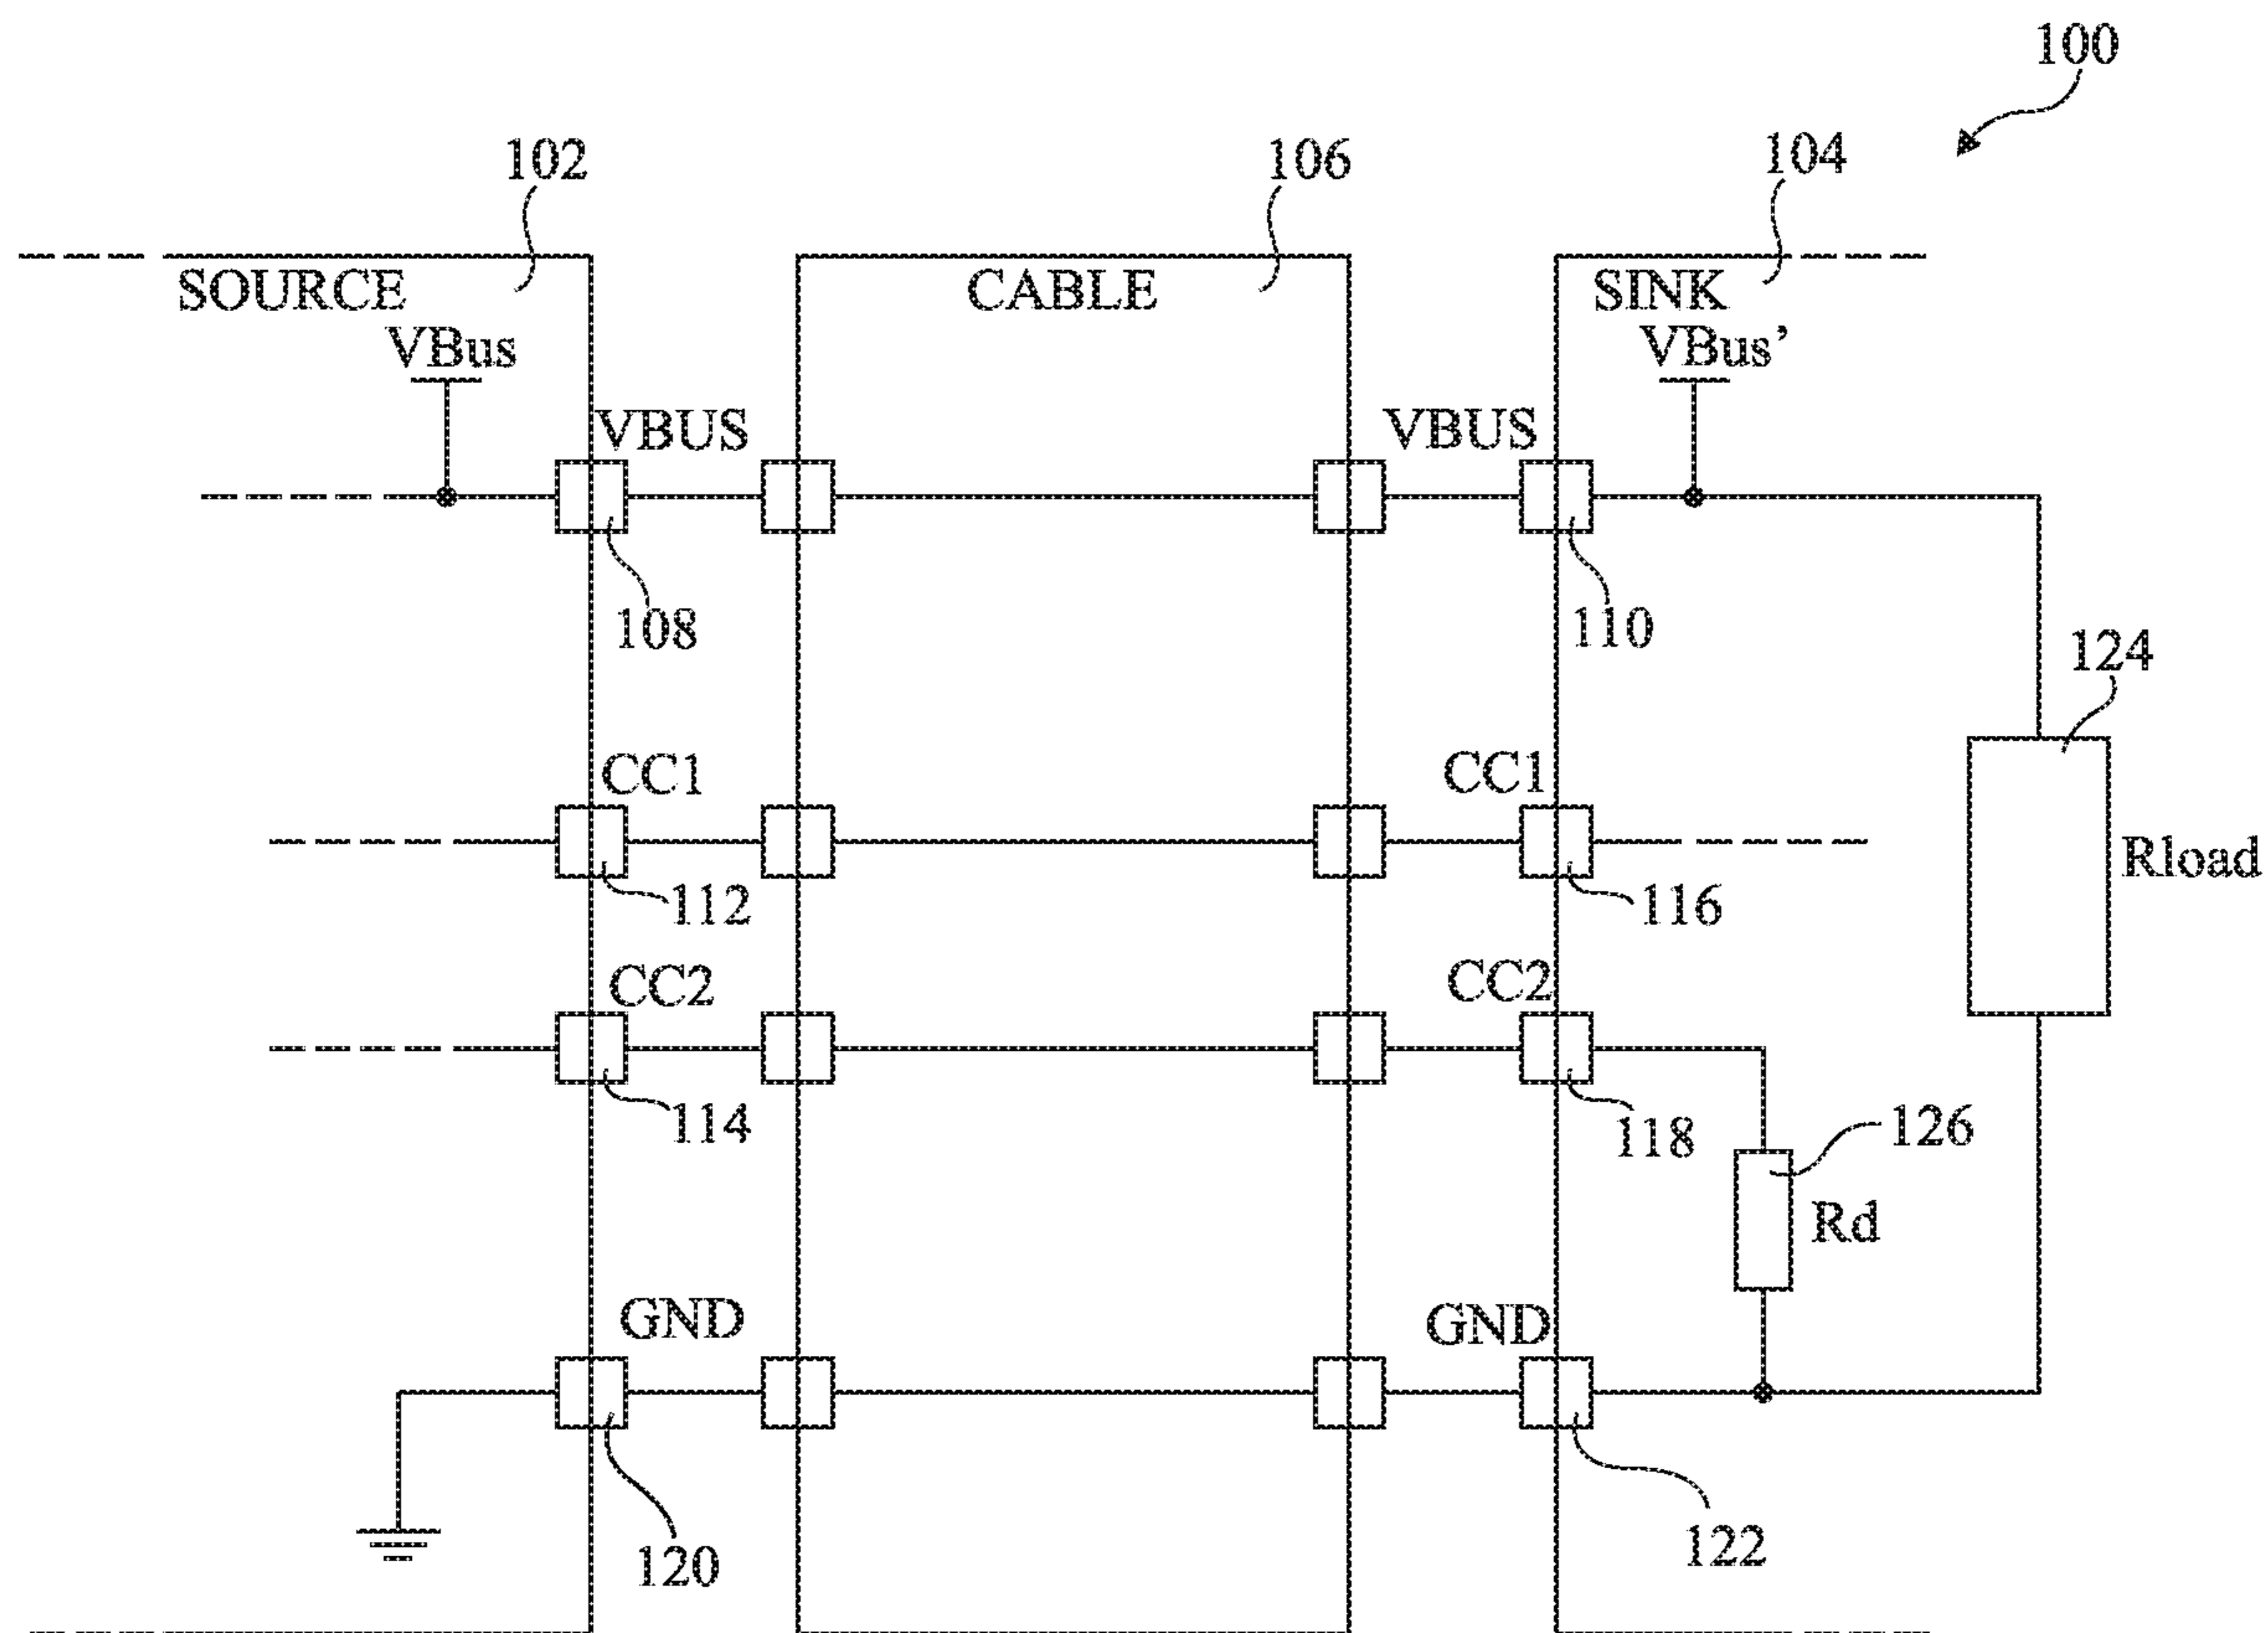 100
102
106
104
SOURCE
CABLE
SINK
VBus
VBus’
VBUS
VBUS
108
110
124
CC1
CC1
Rload
112
116
CC2
CC2
114
118
126
Rd
GND
GND
120
122